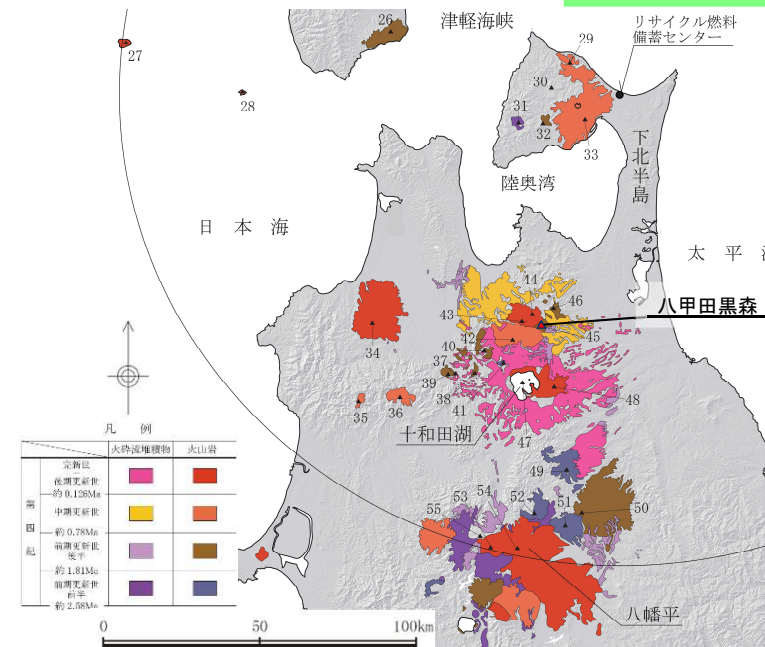 26
津軽海峡
リサイクル燃料
備蓄センター
27
28
29
30
31
32
33
陸奥湾
下北半島
日本海
太平洋
44
46
43
八甲田黒森
45
42
34
40
37
39
38
41
48
35
36
47
十和田湖
凡例
火砕流堆積物
火山岩
第四紀
完新世
後期更新世
約0.126Ma
中期更新世
約0.78Ma
前期更新世
後半
約1.81Ma
前期更新世
前半
約2.58Ma
49
50
51
52
53
54
55
八幡平
0
50
100km